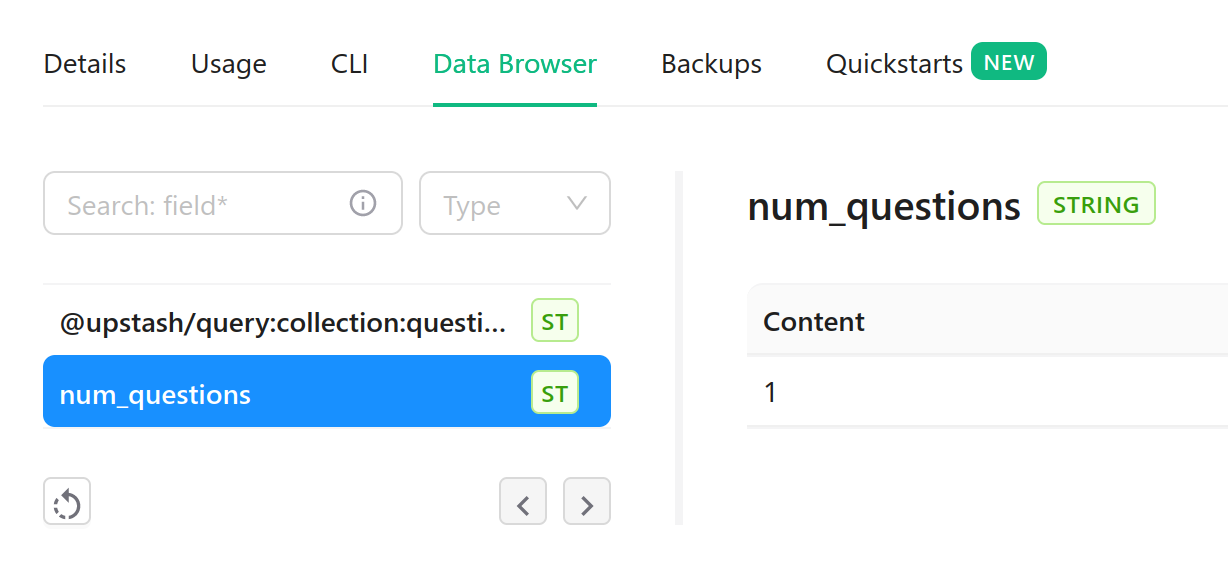 Details Usage CLI Data Browser Backups Quickstarts NEW
Search: field* Type
num_questions STRING
@upstash/query:collection:questi... ST
num_questions ST
Content
1